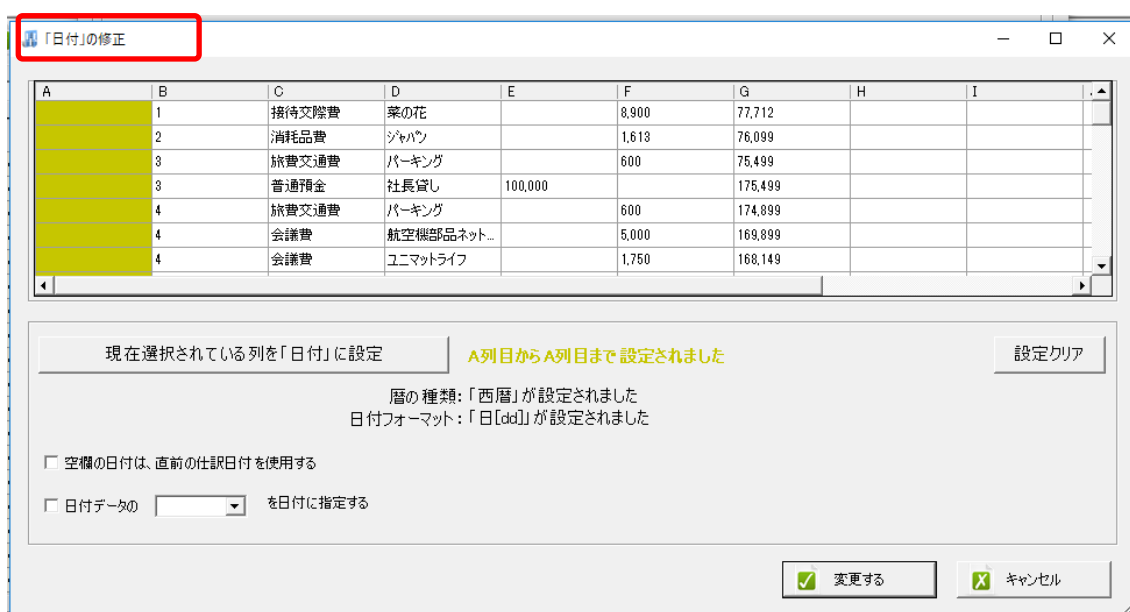 「日付」の修正
A B C D E F G H I
1 接待交際費 菜の花 8,900 77,712
2 消耗品費 ジャパン 1,613 76,099
3 旅費交通費 パーキング 600 75,499
3 普通預金 社長貸し 100,000 175,499
4 旅費交通費 パーキング 600 174,899
4 会議費 航空機部品ネット... 5,000 169,899
4 会議費 ユニマットライフ 1,750 168,149
現在選択されている列を「日付」に設定 A列目からA列目まで設定されました 設定クリア
暦の種類:「西暦」が設定されました
日付フォーマット:「日[dd]」が設定されました
空欄の日付は、直前の仕訳日付を使用する
日付データの を日付に指定する
変更する キャンセル